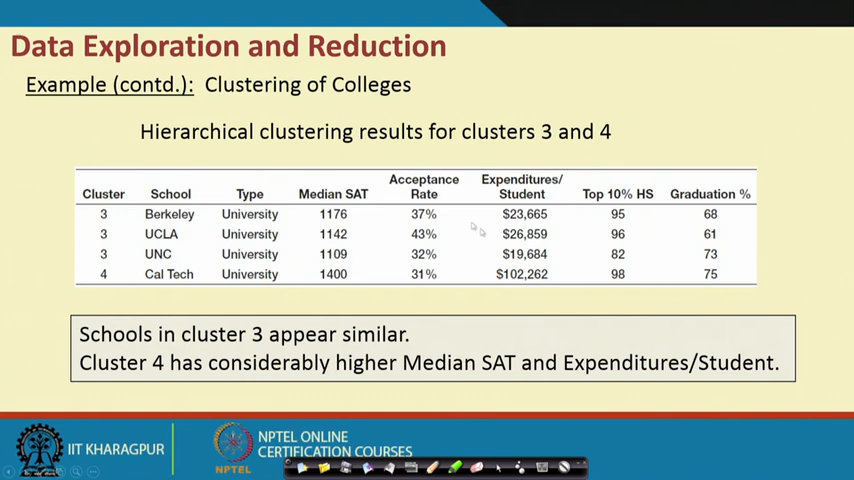 Data Exploration and Reduction
Example (contd.): Clustering of Colleges
Hierarchical clustering results for clusters 3 and 4
Cluster School Type Median SAT Acceptance Rate Expenditures/ Student Top 10% HS Graduation %
3 Berkeley University 1176 37% $23,665 95 68
3 UCLA University 1142 43% $26,859 96 61
3 UNC University 1109 32% $19,684 82 73
4 Cal Tech University 1400 31% $102,262 98 75
Schools in cluster 3 appear similar.
Cluster 4 has considerably higher Median SAT and Expenditures/Student.
IIT KHARAGPUR
NPTEL
NPTEL ONLINE
CERTIFICATION COURSES